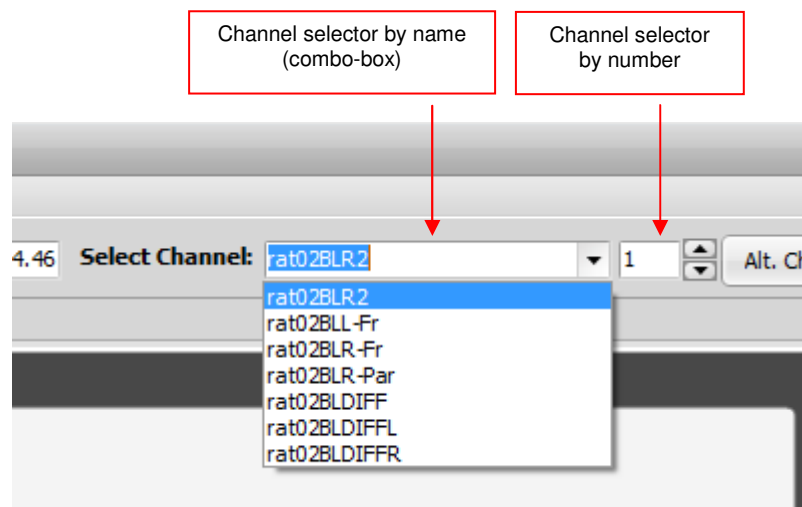 Channel selector by name
(combo-box)
Channel selector
by number
4.46 Select Channel: rat02BLR2 1 Alt. Ch
rat02BLR2
rat02BLL-Fr
rat02BLR-Fr
rat02BLR-Par
rat02BLDIFF
rat02BLDIFFL
rat02BLDIFFR